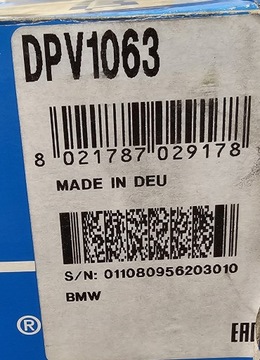 DPV1063
8 021787 029178
MADE IN DEU
S/N: 011080956203010
BMW
®
EAC